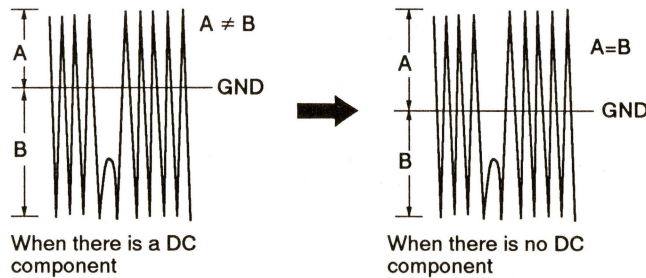 A
A ≠ B
GND
B
When there is a DC
component
A
A=B
GND
B
When there is no DC
component